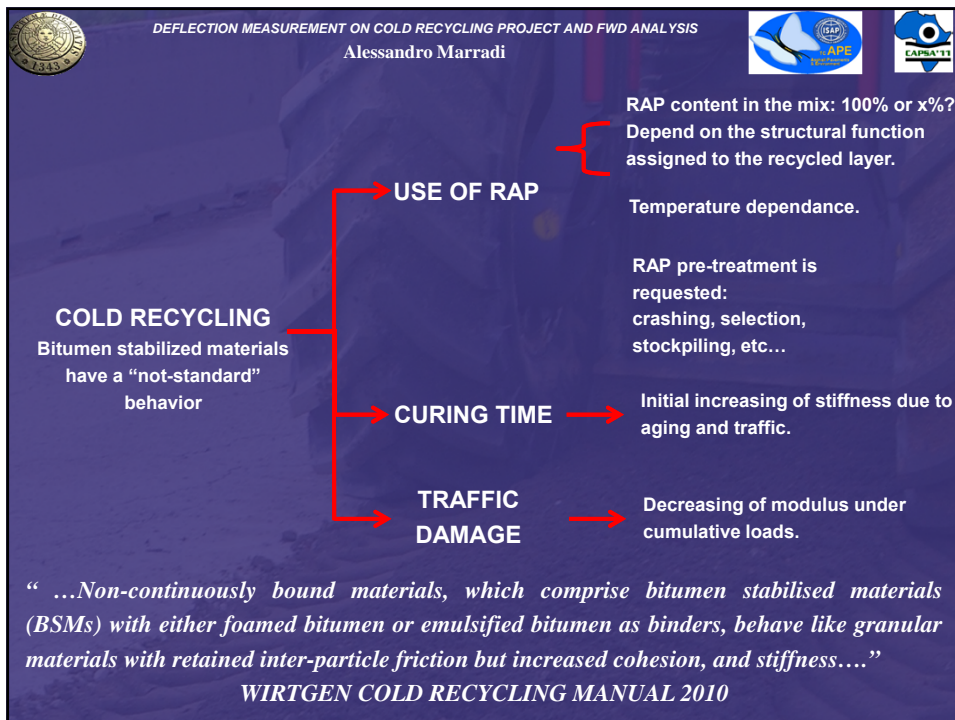 DEFLECTION MEASUREMENT ON COLD RECYCLING PROJECT AND FWD ANALYSIS
Alessandro Marradi
1343
ISAP
APE
CAPSA'11
RAP content in the mix: 100% or x%?
Depend on the structural function
assigned to the recycled layer.
USE OF RAP
Temperature dependance.
RAP pre-treatment is
requested:
crashing, selection,
stockpiling, etc…
COLD RECYCLING
Bitumen stabilized materials
have a “not-standard”
behavior
CURING TIME
Initial increasing of stiffness due to
aging and traffic.
TRAFFIC
DAMAGE
Decreasing of modulus under
cumulative loads.
“ …Non-continuously bound materials, which comprise bitumen stabilised materials
(BSMs) with either foamed bitumen or emulsified bitumen as binders, behave like granular
materials with retained inter-particle friction but increased cohesion, and stiffness….”
WIRTGEN COLD RECYCLING MANUAL 2010